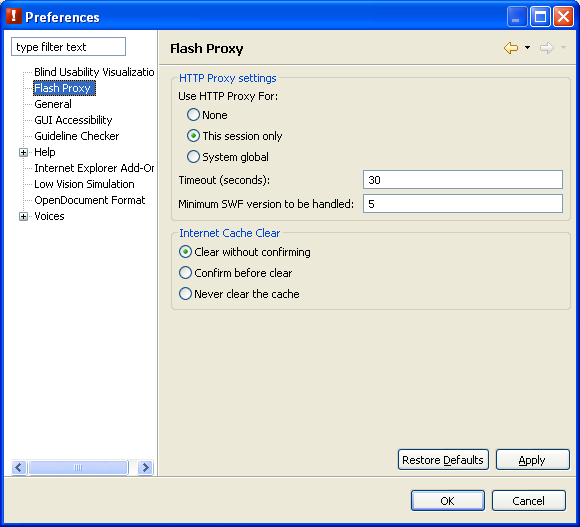 Preferences
type filter text
Blind Usability Visualizatio
Flash Proxy
General
GUI Accessibility
Guideline Checker
Help
Internet Explorer Add-Or
Low Vision Simulation
OpenDocument Format
Voices
Flash Proxy
HTTP Proxy settings
Use HTTP Proxy For:
None
This session only
System global
Timeout (seconds): 30
Minimum SWF version to be handled: 5
Internet Cache Clear
Clear without confirming
Confirm before clear
Never clear the cache
Restore Defaults Apply
OK Cancel